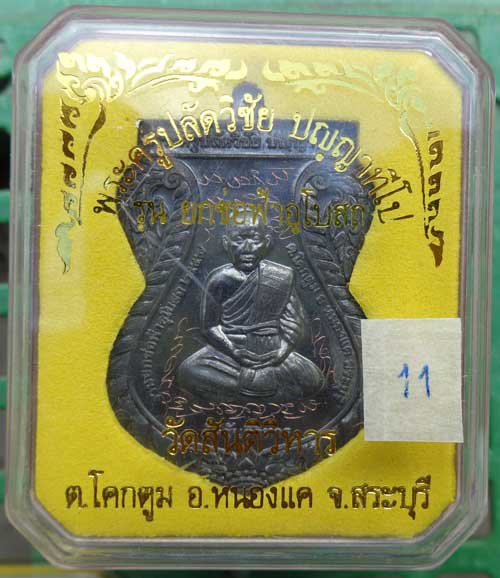 พระครูปลัดวิชัย ปญฺญาทีโป
รุ่น ยกช่อฟ้าอุโบสถ
วัดสันติวิหาร
ต.โคกตูม อ.หนองแค จ.สระบุรี
11